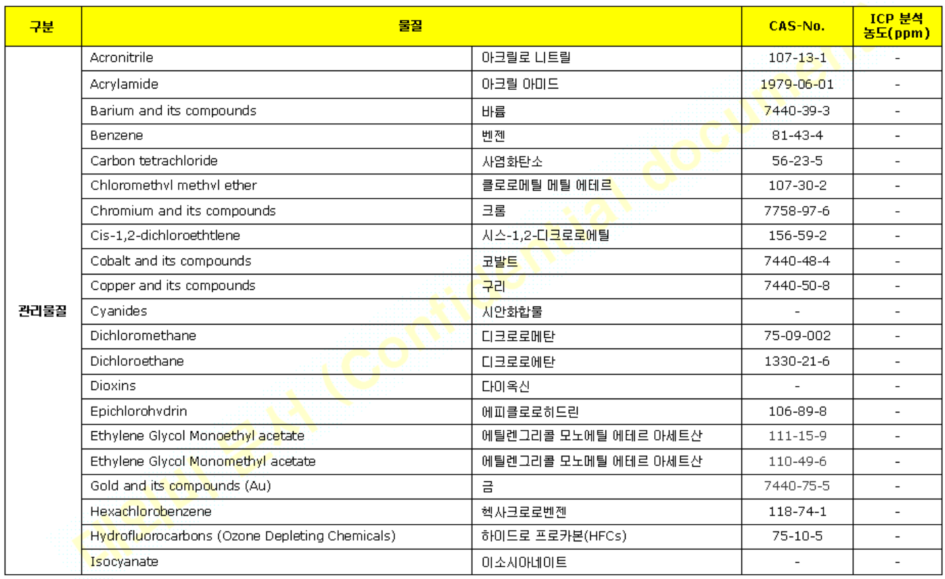 구분 물질 CAS-No. ICP 분석 농도(ppm)
Acronitrile 아크릴로 니트릴 107-13-1 -
Acrylamide 아크릴 아미드 1979-06-01 -
Barium and its compounds 바륨 7440-39-3 -
Benzene 벤젠 81-43-4 -
Carbon tetrachloride 사염화탄소 56-23-5 -
Chloromethvl methvl ether 클로로메틸 메틸 에테르 107-30-2 -
Chromium and its compounds 크롬 7758-97-6 -
Cis-1,2-dichloroethtlene 시스-1,2-디크로로에틸 156-59-2 -
Cobalt and its compounds 코발트 7440-48-4 -
Copper and its compounds 구리 7440-50-8 -
관리물질 Cyanides 시안화합물 - -
Dichloromethane 디크로로메탄 75-09-002 -
Dichloroethane 디크로로에탄 1330-21-6 -
Dioxins 다이옥신 - -
Epichlorohvdrin 에피클로로히드린 106-89-8 -
Ethylene Glycol Monoethyl acetate 에틸렌그리콜 모노에틸 에테르 아세트산 111-15-9 -
Ethylene Glycol Monomethyl acetate 에틸렌그리콜 모노메틸 에테르 아세트산 110-49-6 -
Gold and its compounds (Au) 금 7440-75-5 -
Hexachlorobenzene 헥사크로로벤젠 118-74-1 -
Hydrofluorocarbons (Ozone Depleting Chemicals) 하이드로 프로카본(HFCs) 75-10-5 -
Isocyanate 이소시아네이트 - -
대외비 문서 (Confidential document